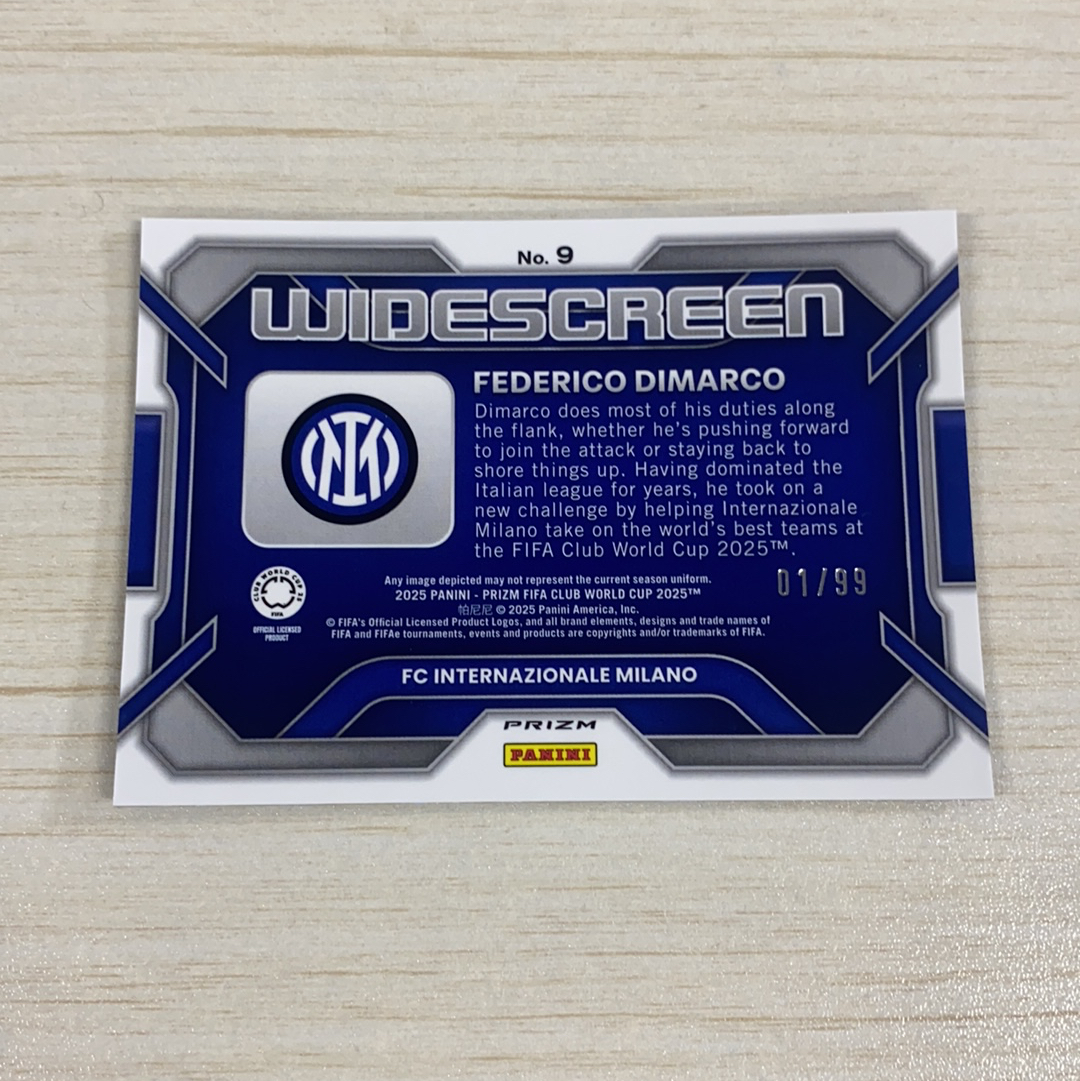 No. 9
WIDESCREEN
FEDERICO DIMARCO
Dimarco does most of his duties along
the flank, whether he's pushing forward
to join the attack or staying back to
shore things up. Having dominated the
Italian league for years, he took on a
new challenge by helping Internazionale
Milano take on the world's best teams at
the FIFA Club World Cup 2025™.
01/99
CLUB WORLD CUP 25
FIFA
OFFICIAL LICENSED
PRODUCT
Any image depicted may not represent the current season uniform.
2025 PANINI - PRIZM FIFA CLUB WORLD CUP 2025™
帕尼尼 © 2025 Panini America, Inc.
© FIFA's Official Licensed Product Logos, and all brand elements, designs and trade names of
FIFA and FIFAe tournaments, events and products are copyrights and/or trademarks of FIFA.
FC INTERNAZIONALE MILANO
PRIZM
PANINI